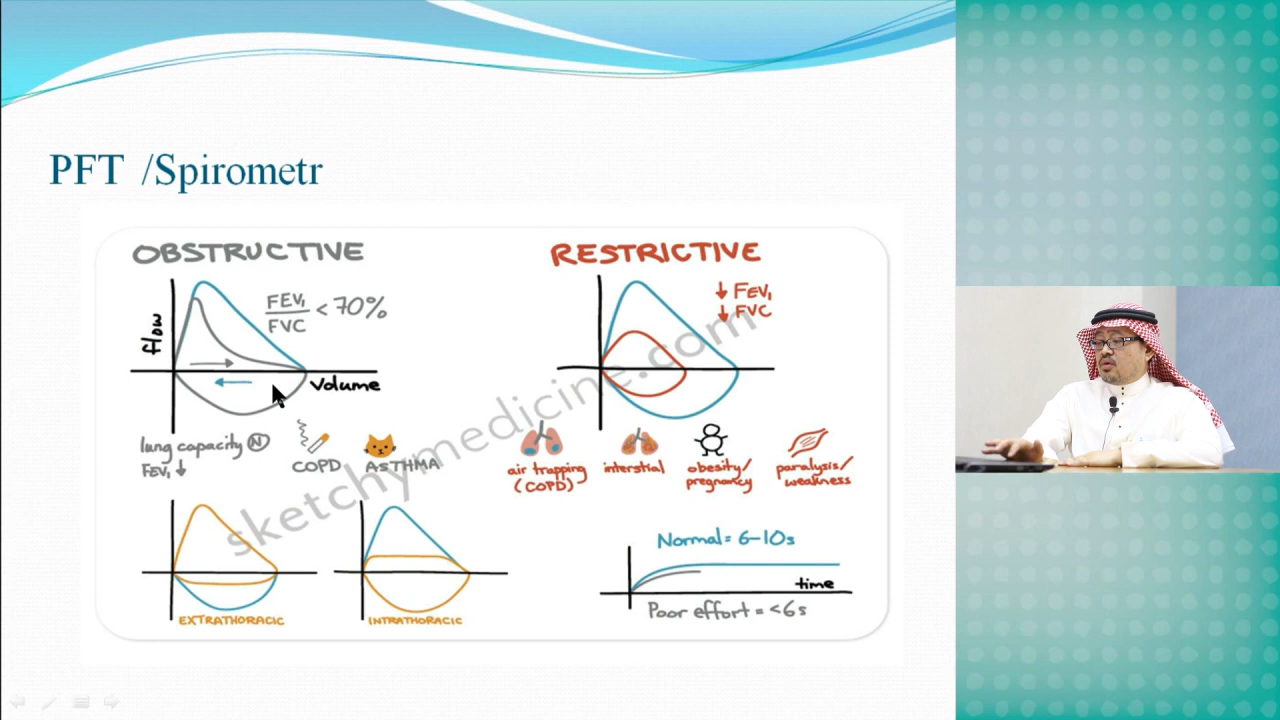 PFT /Spirometr
OBSTRUCTIVE
flow
FEV₁
FVC
< 70%
volume
lung capacity Ⓝ
FEV₁ ↓
COPD
ASTHMA
RESTRICTIVE
↓ FEV₁
↓ FVC
air trapping
(COPD)
interstial
obesity/
pregnancy
paralysis/
weakness
EXTRATHORACIC
INTRATHORACIC
Normal = 6-10s
time
Poor effort = <6s
sketchymedicine.com